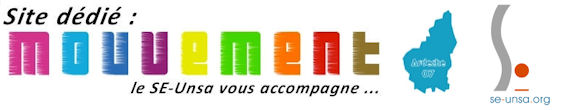 Site dédié :
mouvement
le SE-Unsa vous accompagne ...
Ardèche
07
se-unsa.org